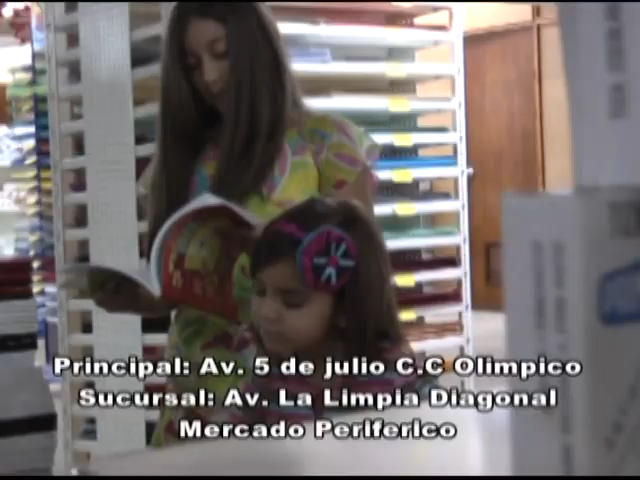 Principal: Av. 5 de julio C.C Olimpico
Sucursal: Av. La Limpia Diagonal
Mercado Periferico